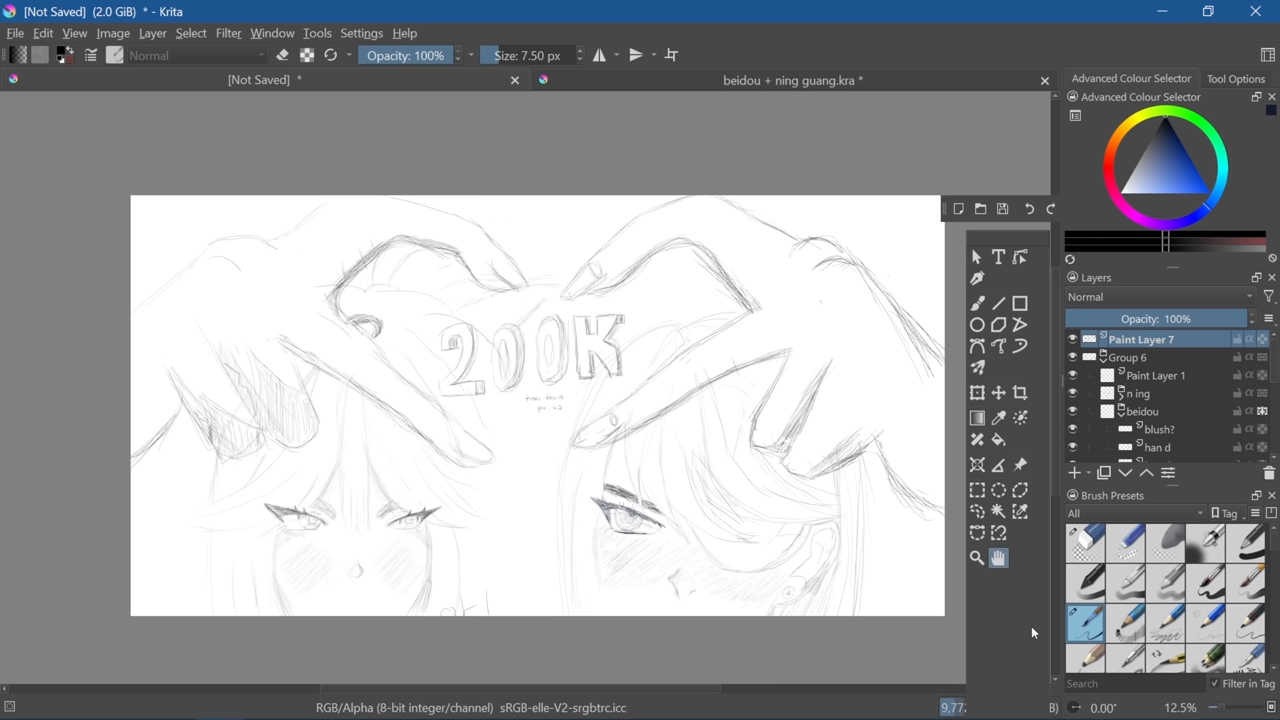 [Not Saved]  (2.0 GiB)  * - Krita
File Edit View Image Layer Select Filter Window Tools Settings Help
Normal Opacity: 100% Size: 7.50 px
[Not Saved]  * beidou + ning guang.kra *
Advanced Colour Selector Tool Options
Advanced Colour Selector
200K
Layers
Normal
Opacity: 100%
Paint Layer 7
Group 6
Paint Layer 1
n ing
beidou
blush?
han d
Brush Presets
All Tag
Search Filter in Tag
RGB/Alpha (8-bit integer/channel)  sRGB-elle-V2-srgbtrc.icc 0.00° 12.5%